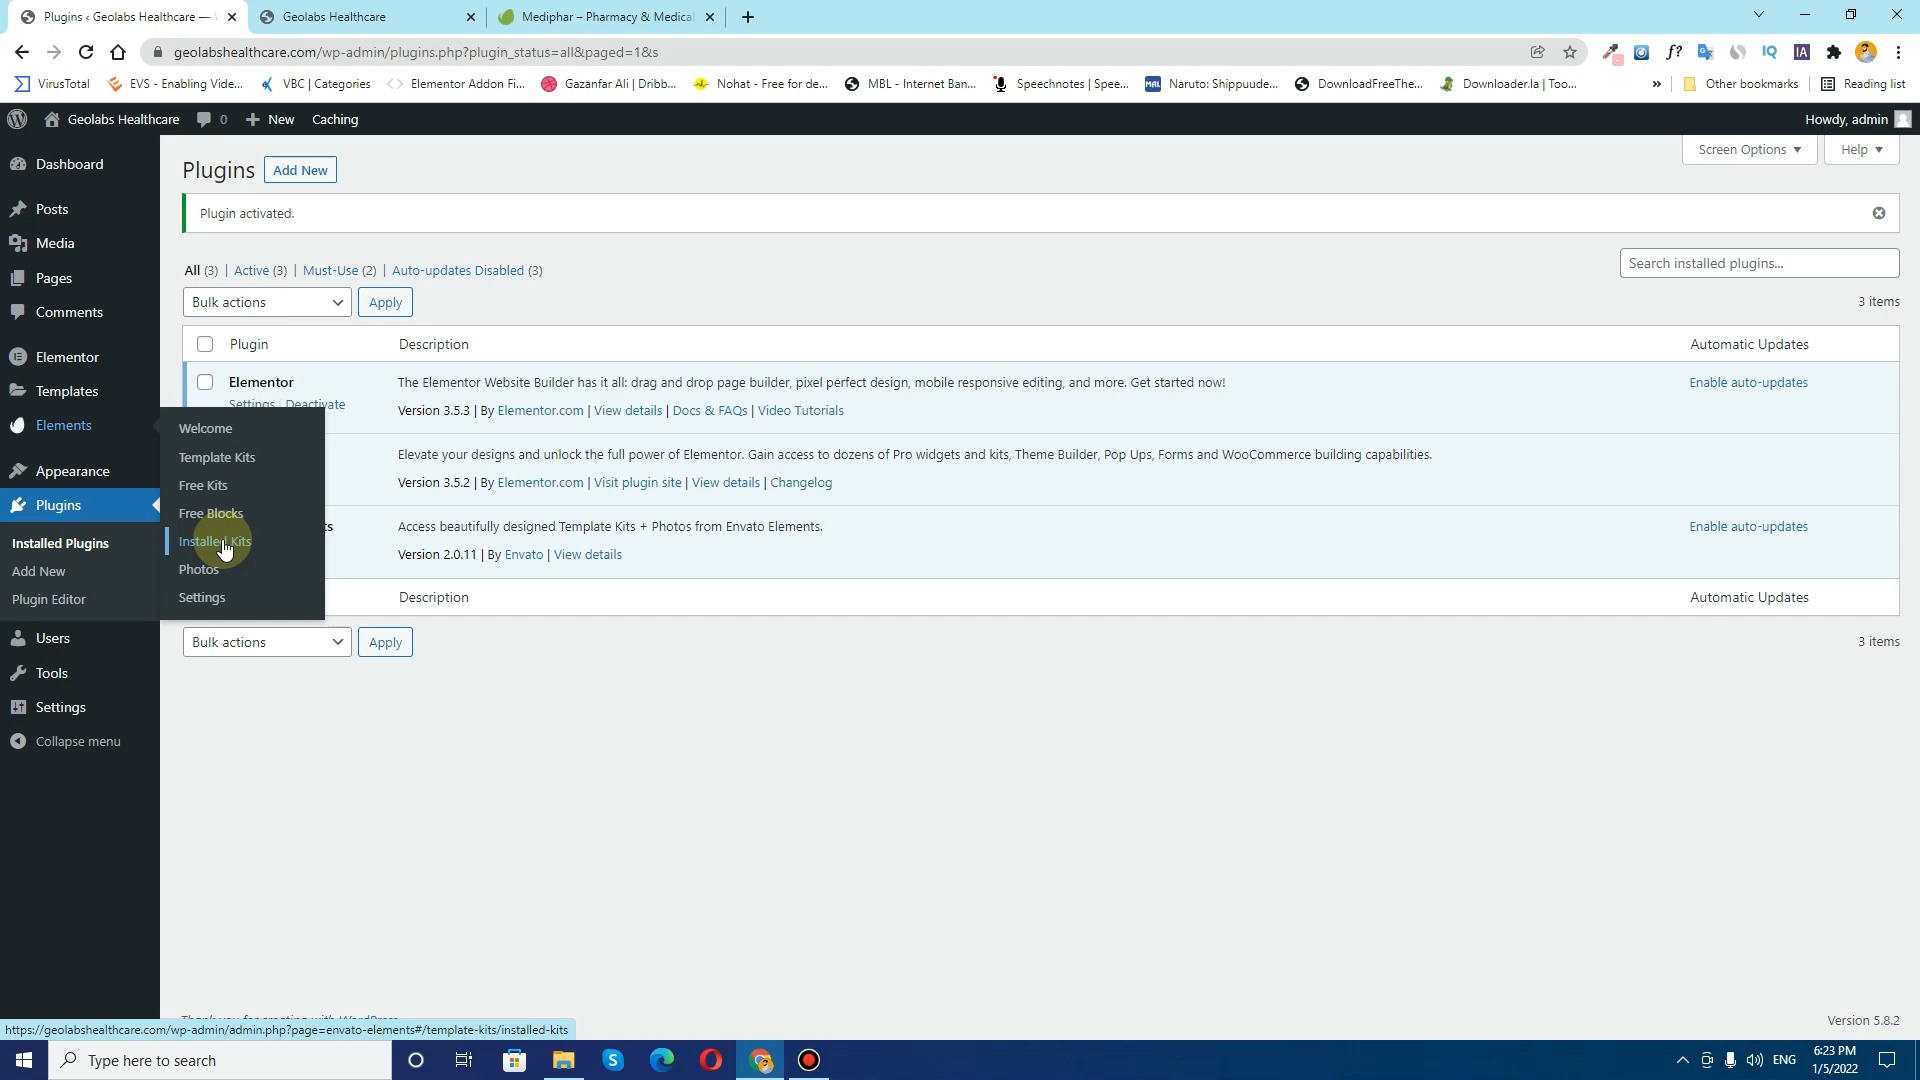 Plugins ‹ Geolabs Healthcare —
Geolabs Healthcare
Mediphar – Pharmacy & Medical
geolabshealthcare.com/wp-admin/plugins.php?plugin_status=all&paged=1&s
VirusTotal
EVS - Enabling Vide...
VBC | Categories
Elementor Addon Fi...
Gazanfar Ali | Dribb...
Nohat - Free for de...
MBL - Internet Ban...
Speechnotes | Spee...
Naruto: Shippuude...
DownloadFreeThe...
Downloader.la | Too...
»
Other bookmarks
Reading list
Geolabs Healthcare
0
New
Caching
Howdy, admin
Dashboard
Posts
Media
Pages
Comments
Elementor
Templates
Elements
Appearance
Plugins
Installed Plugins
Add New
Plugin Editor
Users
Tools
Settings
Collapse menu
Welcome
Template Kits
Free Kits
Free Blocks
Installed Kits
Photos
Settings
Screen Options
Help
Plugins
Add New
Plugin activated.
All (3) | Active (3) | Must-Use (2) | Auto-updates Disabled (3)
Search installed plugins...
Bulk actions
Apply
3 items
Plugin
Description
Automatic Updates
Elementor
Settings | Deactivate
The Elementor Website Builder has it all: drag and drop page builder, pixel perfect design, mobile responsive editing, and more. Get started now!
Version 3.5.3 | By Elementor.com | View details | Docs & FAQs | Video Tutorials
Enable auto-updates
Elevate your designs and unlock the full power of Elementor. Gain access to dozens of Pro widgets and kits, Theme Builder, Pop Ups, Forms and WooCommerce building capabilities.
Version 3.5.2 | By Elementor.com | Visit plugin site | View details | Changelog
ts
Access beautifully designed Template Kits + Photos from Envato Elements.
Version 2.0.11 | By Envato | View details
Enable auto-updates
Description
Automatic Updates
Bulk actions
Apply
3 items
Version 5.8.2
https://geolabshealthcare.com/wp-admin/admin.php?page=envato-elements#/template-kits/installed-kits
Type here to search
ENG
6:23 PM
1/5/2022